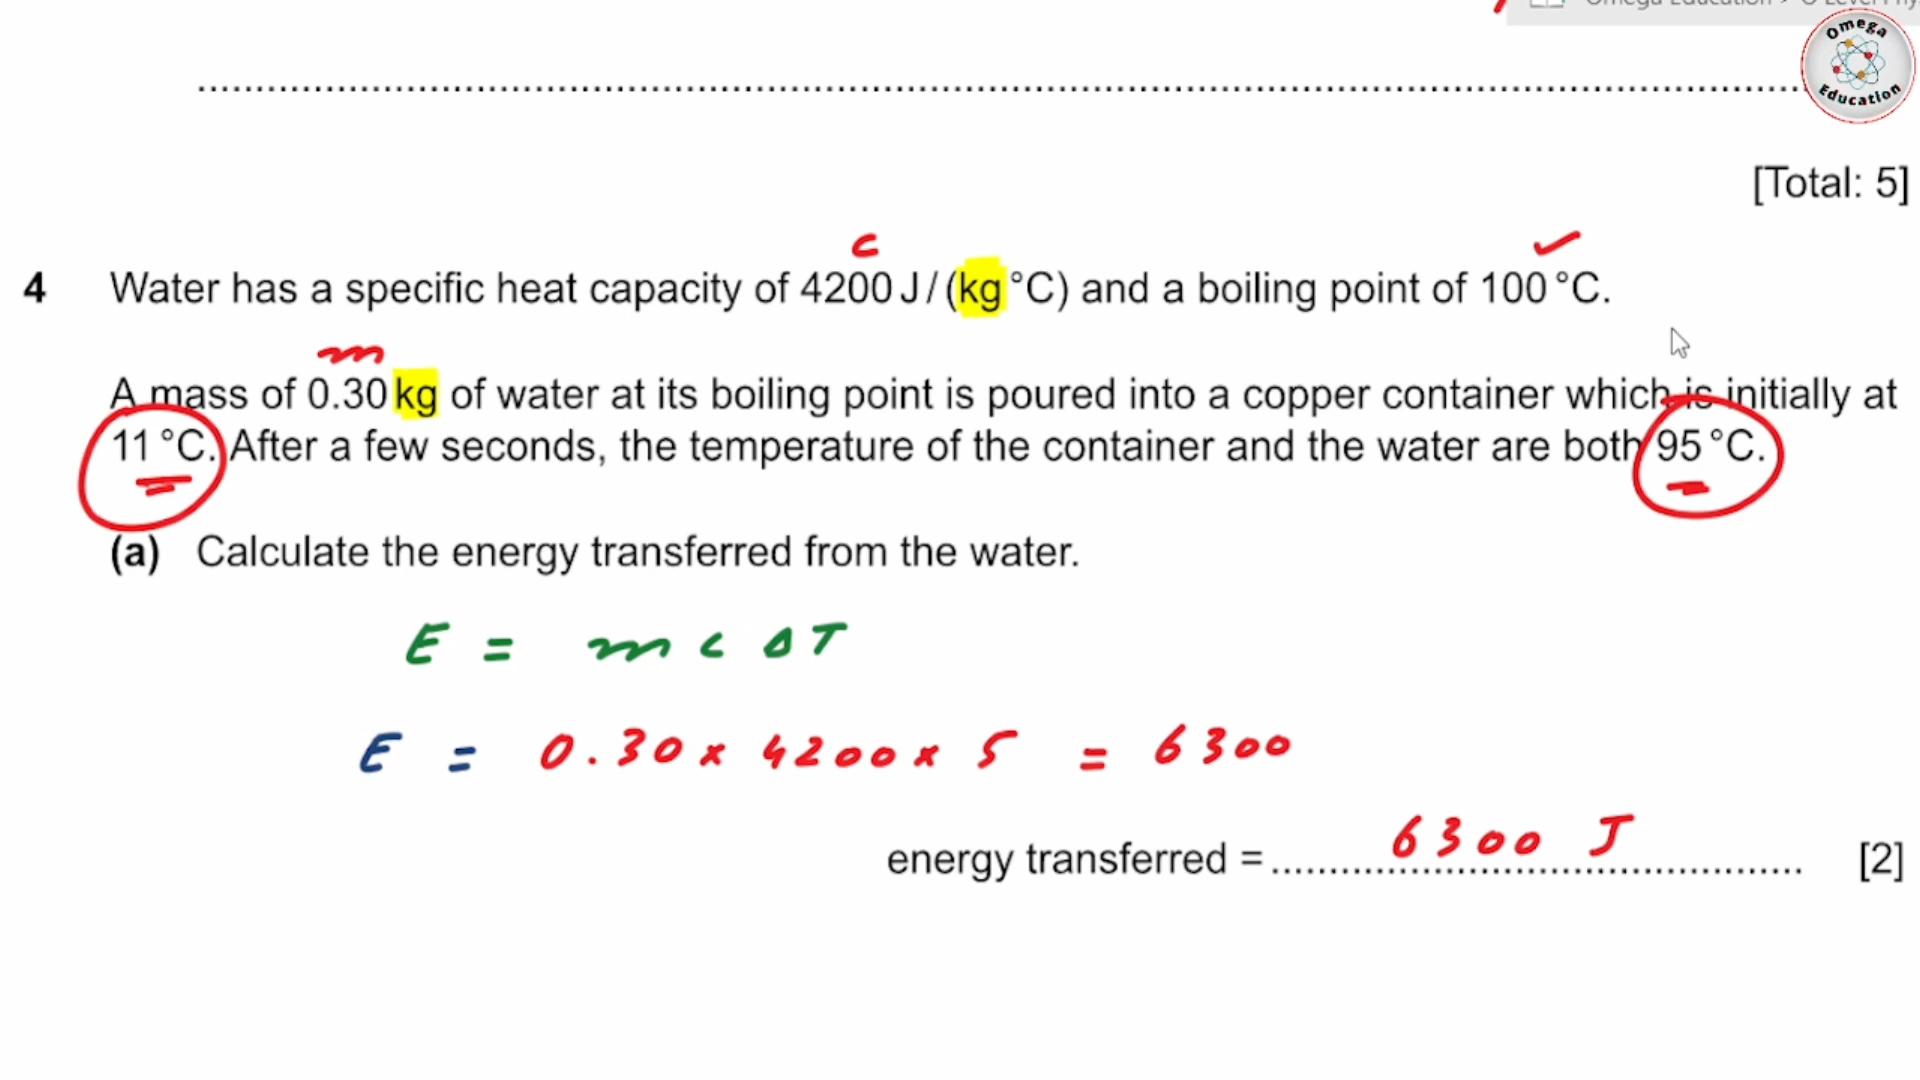 Omega Education
[Total: 5]
c ✓
4 Water has a specific heat capacity of 4200 J / (kg °C) and a boiling point of 100 °C.
m
A mass of 0.30 kg of water at its boiling point is poured into a copper container which is initially at
11 °C. After a few seconds, the temperature of the container and the water are both 95 °C.
(a) Calculate the energy transferred from the water.
E = m c Δ T
E = 0.30 x 4200 x 5 = 6300
energy transferred = 6300 J [2]